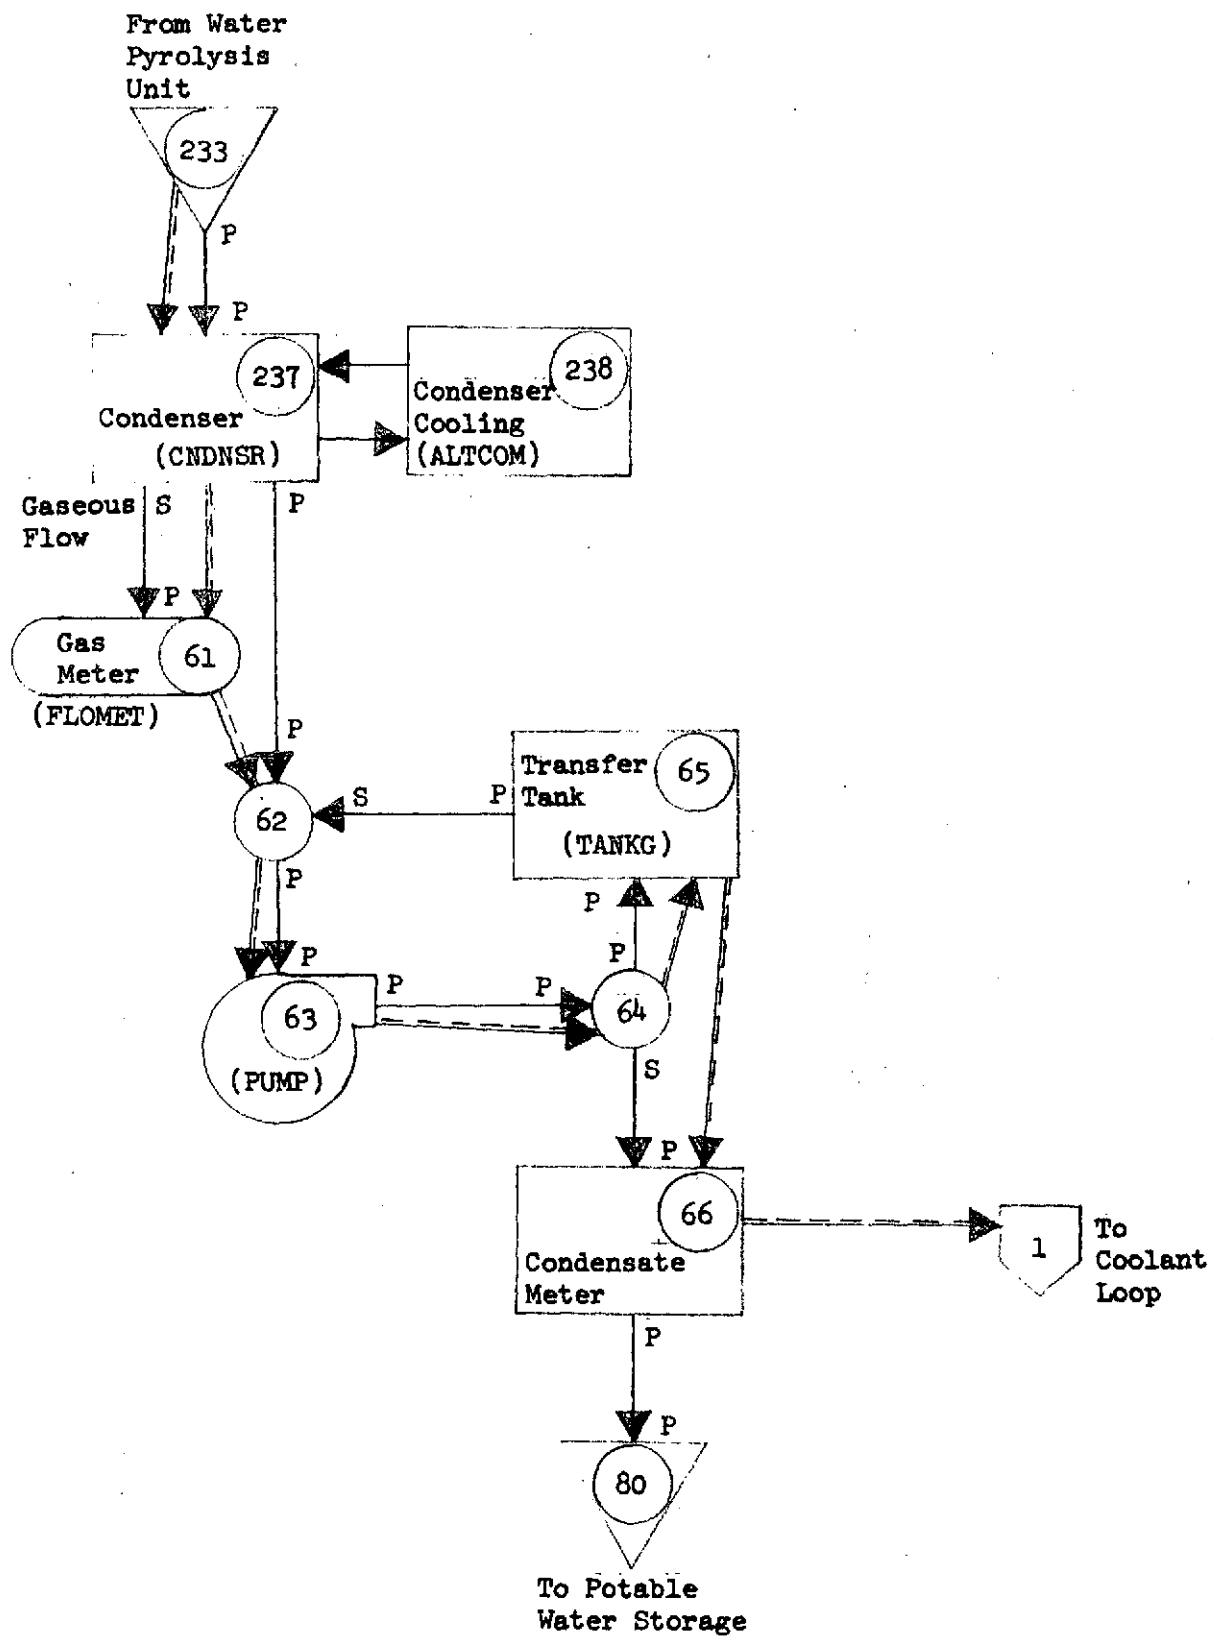 From Water
Pyrolysis
Unit
233
P
P
237
238
Condenser
Cooling
(ALTCOM)
Condenser
(CNDNSR)
Gaseous
Flow
S
P
P
Gas
Meter
61
(FLOMET)
P
Transfer
Tank
65
S
P
62
(TANKG)
P
P
P
P
P
P
63
64
(PUMP)
S
P
66
Condensate
Meter
1
To
Coolant
Loop
P
P
80
To Potable
Water Storage